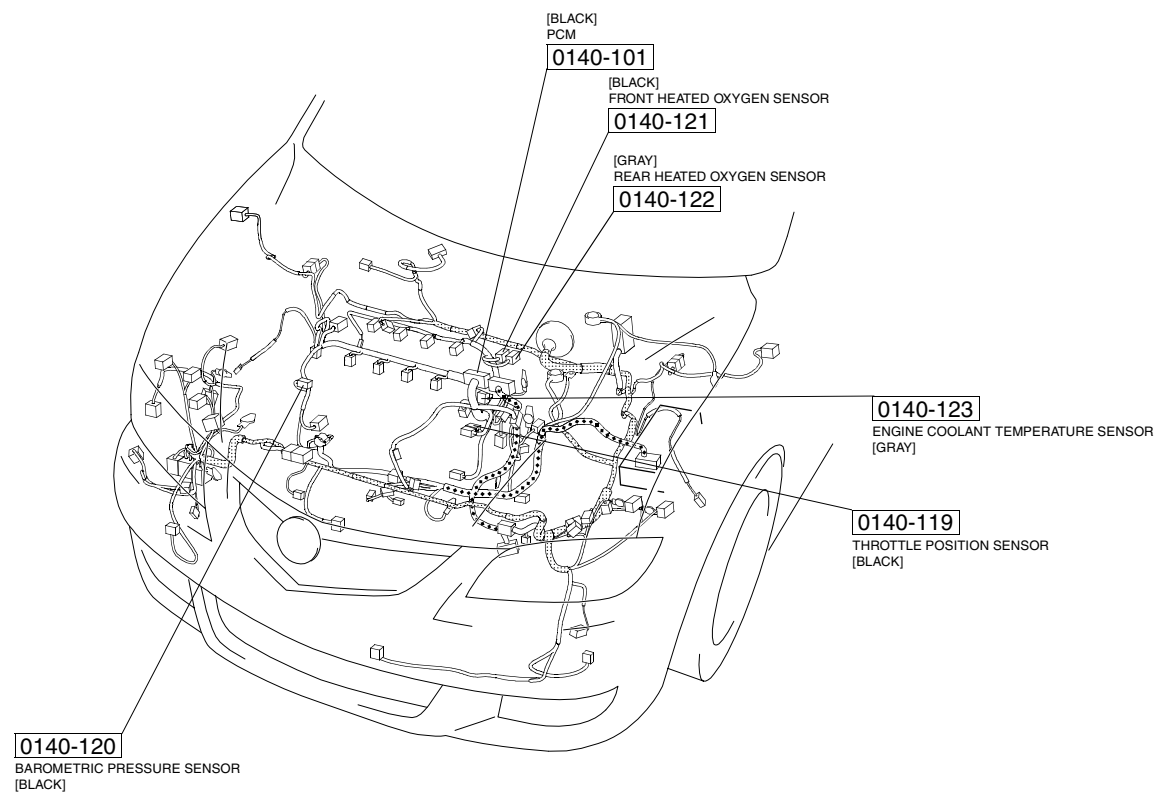 [BLACK]
PCM
0140-101
[BLACK]
FRONT HEATED OXYGEN SENSOR
0140-121
[GRAY]
REAR HEATED OXYGEN SENSOR
0140-122
0140-123
ENGINE COOLANT TEMPERATURE SENSOR
[GRAY]
0140-119
THROTTLE POSITION SENSOR
[BLACK]
0140-120
BAROMETRIC PRESSURE SENSOR
[BLACK]